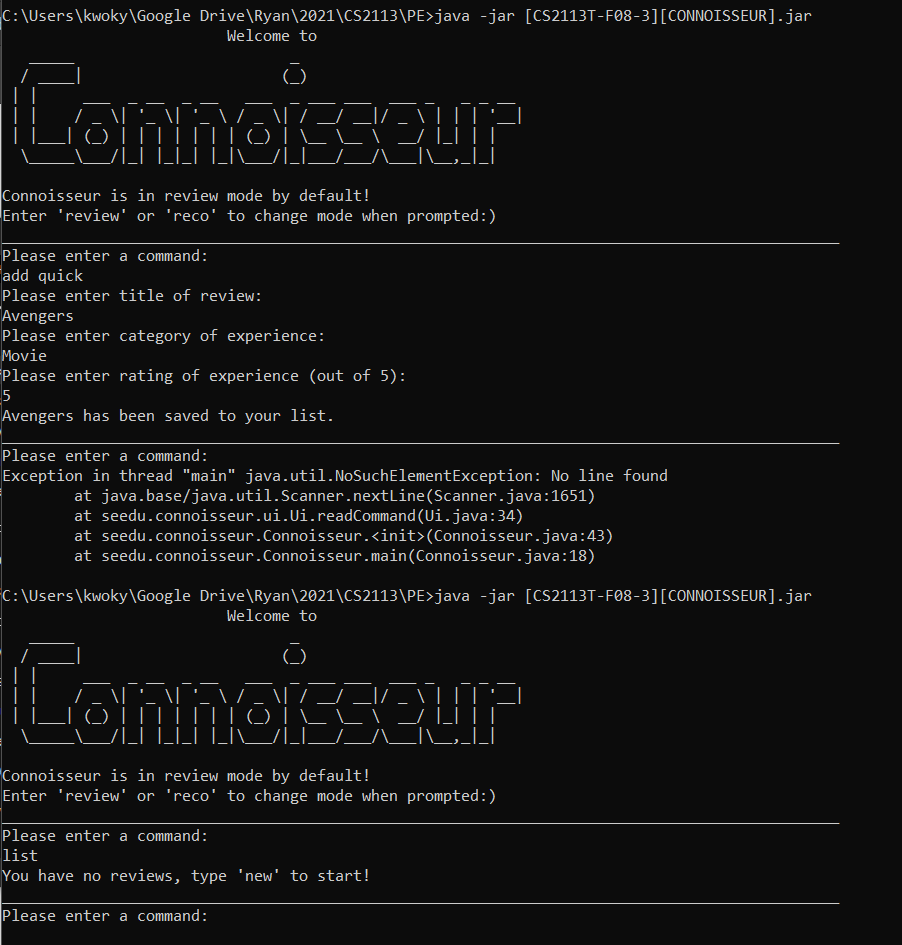 C:\Users\kwoky\Google Drive\Ryan\2021\CS2113\PE>java -jar [CS2113T-F08-3][CONNOISSEUR].jar
Welcome to
Connoisseur
Connoisseur is in review mode by default!
Enter 'review' or 'reco' to change mode when prompted:)
Please enter a command:
add quick
Please enter title of review:
Avengers
Please enter category of experience:
Movie
Please enter rating of experience (out of 5):
5
Avengers has been saved to your list.
Please enter a command:
Exception in thread "main" java.util.NoSuchElementException: No line found
at java.base/java.util.Scanner.nextLine(Scanner.java:1651)
at seedu.connoisseur.ui.Ui.readCommand(Ui.java:34)
at seedu.connoisseur.Connoisseur.<init>(Connoisseur.java:43)
at seedu.connoisseur.Connoisseur.main(Connoisseur.java:18)
C:\Users\kwoky\Google Drive\Ryan\2021\CS2113\PE>java -jar [CS2113T-F08-3][CONNOISSEUR].jar
Welcome to
Connoisseur
Connoisseur is in review mode by default!
Enter 'review' or 'reco' to change mode when prompted:)
Please enter a command:
list
You have no reviews, type 'new' to start!
Please enter a command: